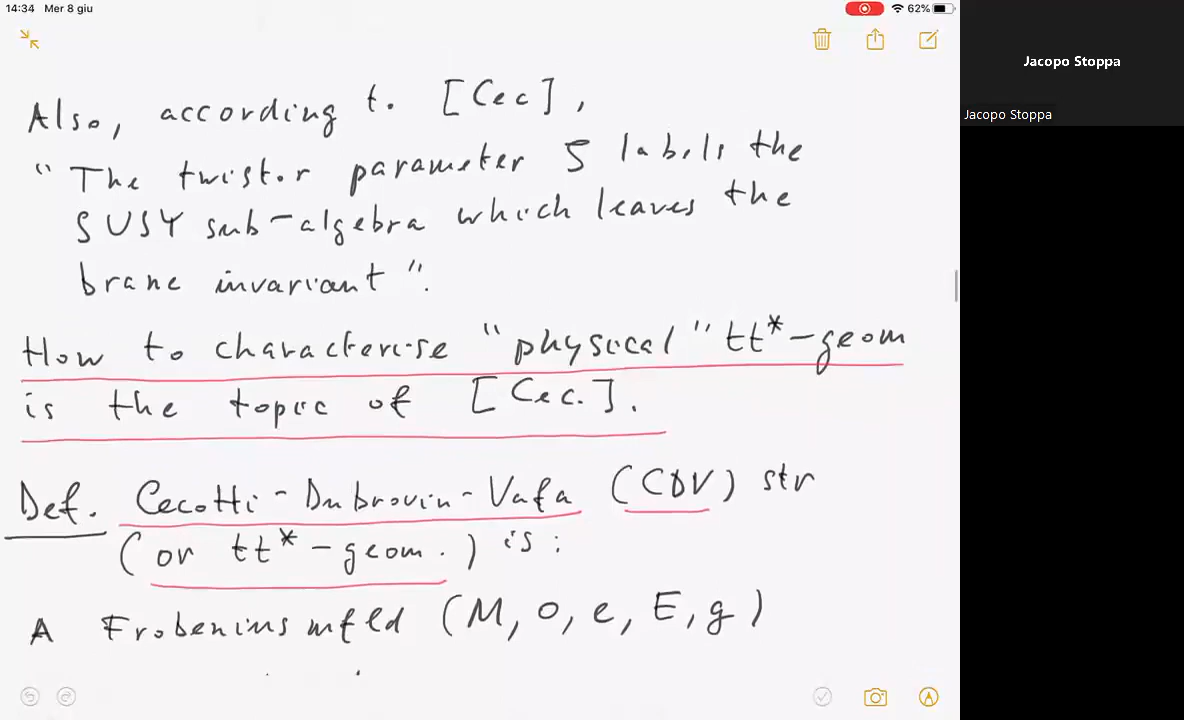 14:34 Mer 8 giu
62%
Jacopo Stoppa
Jacopo Stoppa
Also, according to [Cec],
"The twistor parameter ζ labels the
SUSY sub-algebra which leaves the
brane invariant".
How to characterise "physical" tt*-geom
is the topic of [Cec.].
Def. Cecotti-Dubrovin-Vafa (CDV) str
(or tt*-geom.) is:
A Frobenius mfld (M, o, e, E, g)